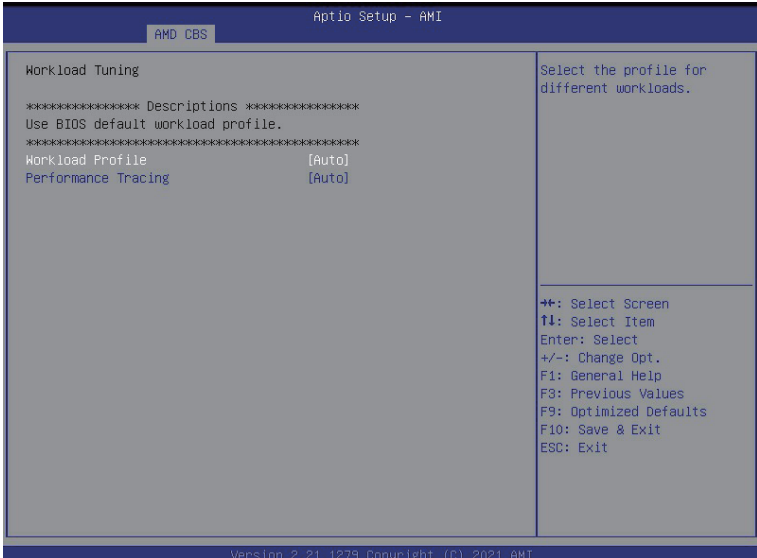 Aptio Setup – AMI
AMD CBS
Workload Tuning
*************** Descriptions ***************
Use BIOS default workload profile.
********************************************
Workload Profile [Auto]
Performance Tracing [Auto]
Select the profile for
different workloads.
→←: Select Screen
↑↓: Select Item
Enter: Select
+/-: Change Opt.
F1: General Help
F3: Previous Values
F9: Optimized Defaults
F10: Save & Exit
ESC: Exit
Version 2.21.1279 Copyright (C) 2021 AMI